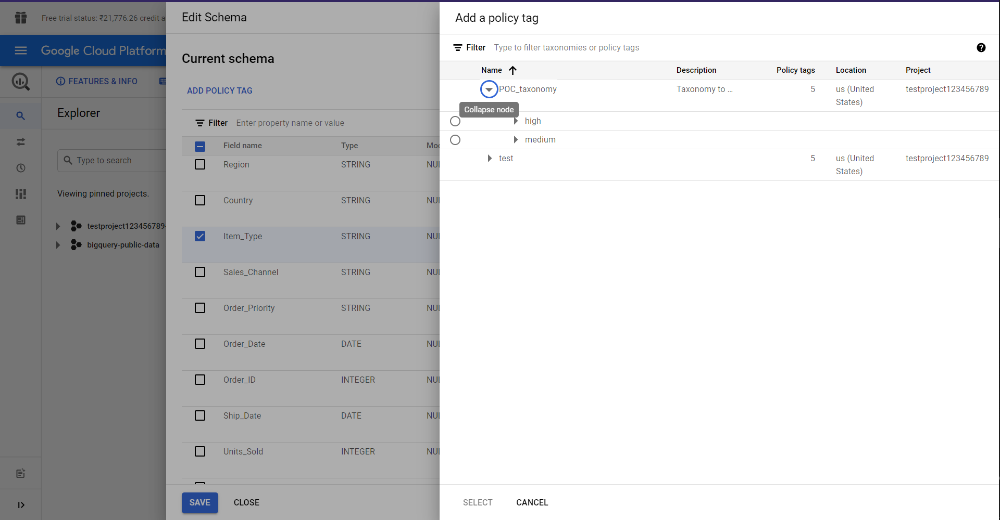 Free trial status: ₹21,776.26 credit a
Google Cloud Platform
FEATURES & INFO
Explorer
Type to search
Viewing pinned projects.
testproject123456789-
bigquery-public-data
Edit Schema
Current schema
ADD POLICY TAG
Filter Enter property name or value
Field name Type Mo
Region STRING NU
Country STRING NU
Item_Type STRING NU
Sales_Channel STRING NU
Order_Priority STRING NU
Order_Date DATE NU
Order_ID INTEGER NU
Ship_Date DATE NU
Units_Sold INTEGER NU
SAVE CLOSE
Add a policy tag
Filter Type to filter taxonomies or policy tags
Name Description Policy tags Location Project
POC_taxonomy Taxonomy to ... 5 us (United States) testproject123456789
Collapse node
high
medium
test 5 us (United States) testproject123456789
SELECT CANCEL